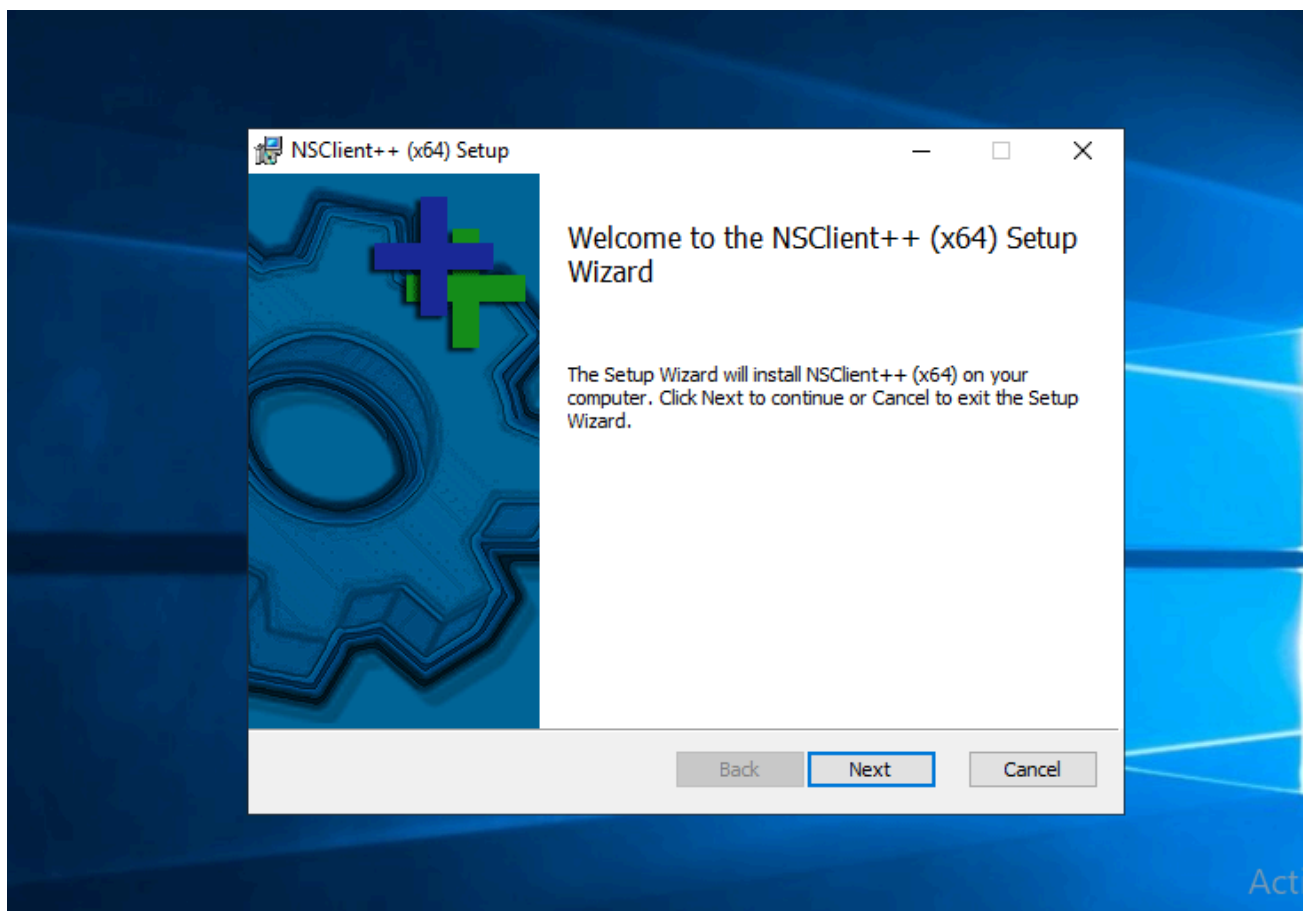 NSClient++ (x64) Setup
Welcome to the NSClient++ (x64) Setup
Wizard
The Setup Wizard will install NSClient++ (x64) on your
computer. Click Next to continue or Cancel to exit the Setup
Wizard.
Back Next Cancel
Act